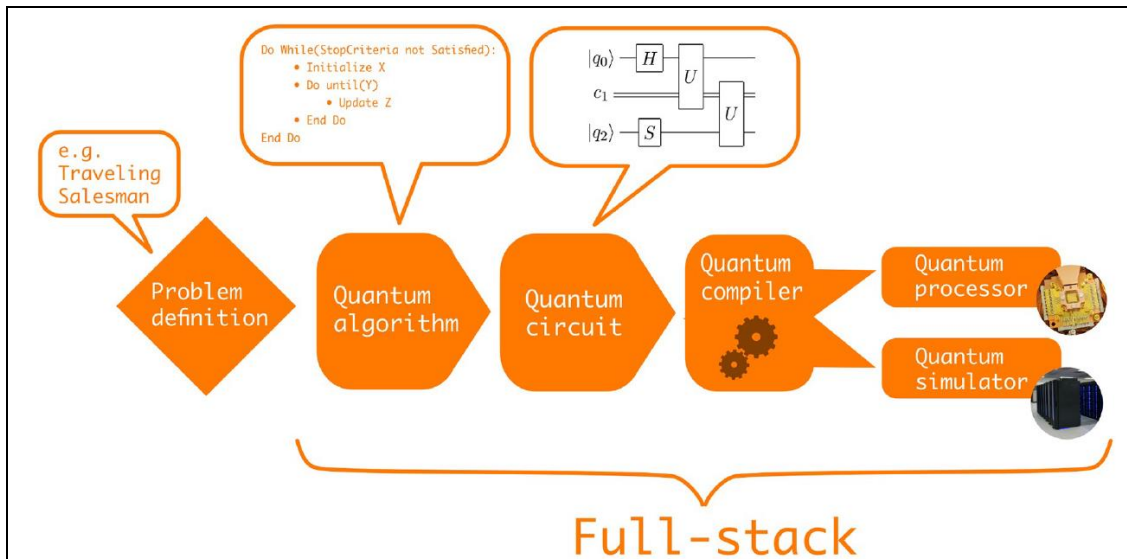 Do While(StopCriteria not Satisfied):
• Initialize X
• Do until(Y)
• Update Z
• End Do
End Do
|q0⟩ H U
c1 U
|q2⟩ S
e.g.
Traveling
Salesman
Problem
definition
Quantum
algorithm
Quantum
circuit
Quantum
compiler
Quantum
processor
Quantum
simulator
Full-stack